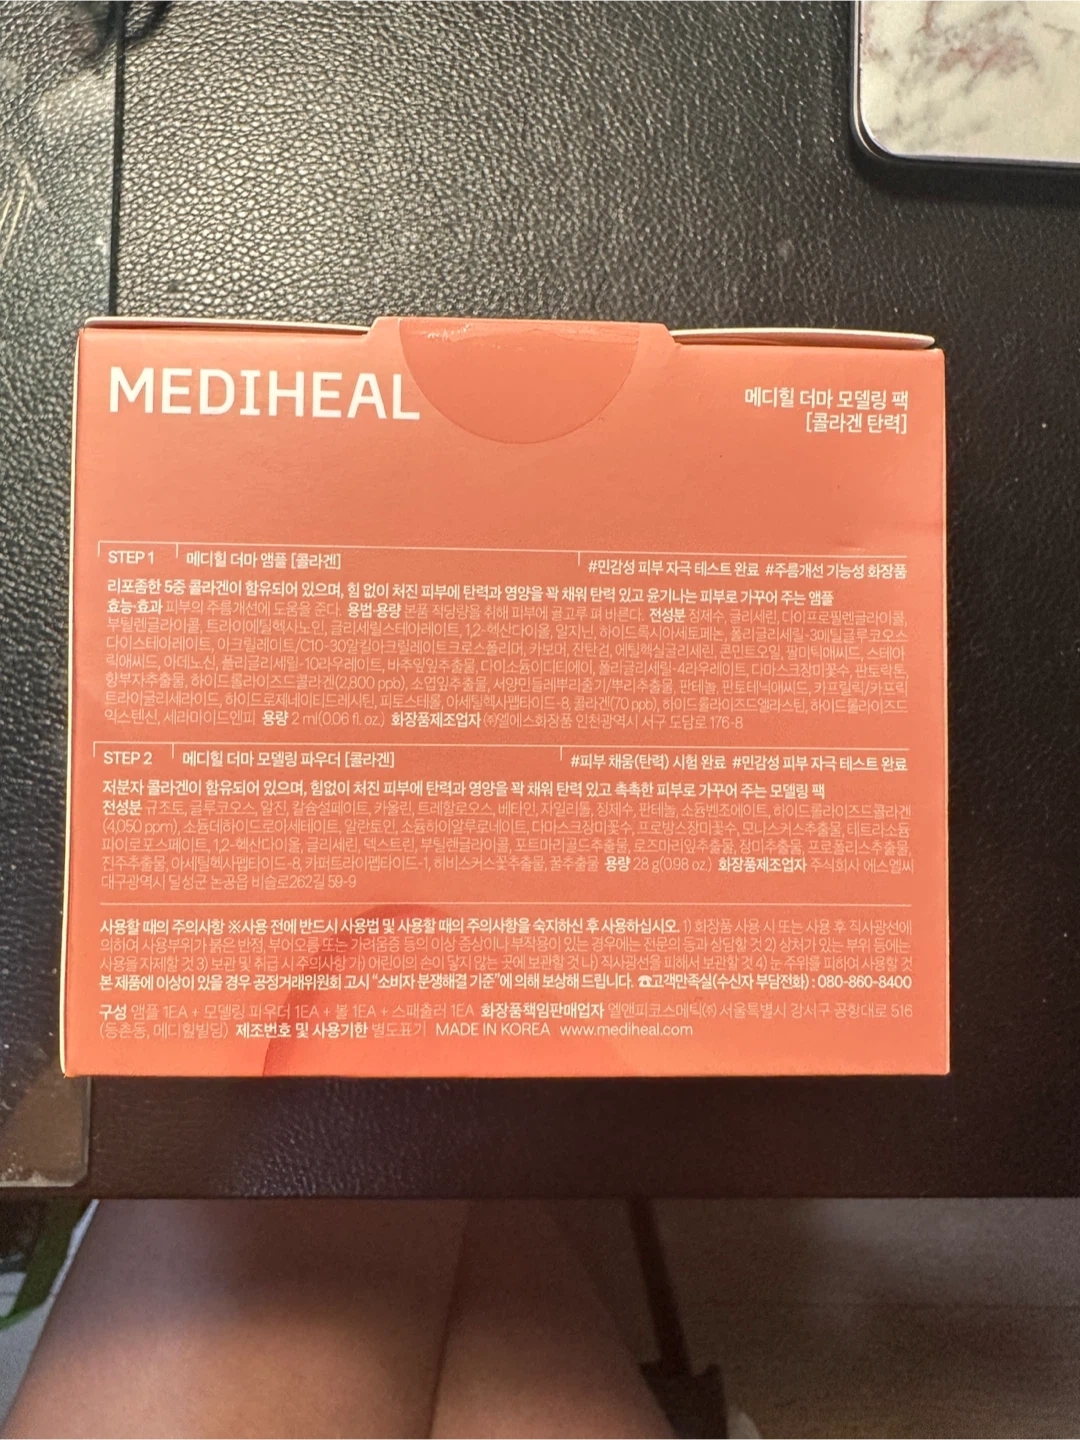 MEDIHEAL
메디힐 더마 모델링 팩
[콜라겐 탄력]
STEP 1 메디힐 더마 앰플 [콜라겐] #민감성 피부 자극 테스트 완료 #주름개선 기능성 화장품
리포좀한 5중 콜라겐이 함유되어 있으며, 힘 없이 처진 피부에 탄력과 영양을 꽉 채워 탄력 있고 윤기나는 피부로 가꾸어 주는 앰플
효능·효과 피부의 주름개선에 도움을 준다. 용법·용량 본품 적당량을 취해 피부에 골고루 펴 바른다. 전성분 정제수, 글리세린, 다이프로필렌글라이콜,
부틸렌글라이콜, 트라이에틸헥사노인, 글리세릴스테아레이트, 1,2-헥산다이올, 알지닌, 하이드록시아세토페논, 폴리글리세릴-3메틸글루코오스
다이스테아레이트, 아크릴레이트/C10-30알킬아크릴레이트크로스폴리머, 카보머, 잔탄검, 에틸헥실글리세린, 콘민트오일, 팔미틱애씨드, 스테아
릭애씨드, 아데노신, 폴리글리세릴-10라우레이트, 바추잎잎추출물, 다이소듐이디티에이, 폴리글리세릴-4라우레이트, 다마스크장미꽃수, 판토락톤,
향부자추출물, 하이드롤라이즈드콜라겐(2,800 ppb), 소엽잎추출물, 서양민들레뿌리줄기/뿌리추출물, 판테놀, 판토테닉애씨드, 카프릴릭/카프릭
트라이글리세라이드, 하이드로제네이티드레시틴, 피토스테롤, 아세틸헥사펩타이드-8, 콜라겐(70 ppb), 하이드롤라이즈드엘라스틴, 하이드롤라이즈드
익스텐신, 세라마이드엔피 용량 2 ml(0.06 fl. oz.) 화장품제조업자 ㈜엘에스화장품 인천광역시 서구 도담로 176-8
STEP 2 메디힐 더마 모델링 파우더 [콜라겐] #피부 채움(탄력) 시험 완료 #민감성 피부 자극 테스트 완료
저분자 콜라겐이 함유되어 있으며, 힘없이 처진 피부에 탄력과 영양을 꽉 채워 탄력 있고 촉촉한 피부로 가꾸어 주는 모델링 팩
전성분 규조토, 글루코오스, 알진, 칼슘설페이트, 카올린, 트레할로오스, 베타인, 자일리톨, 정제수, 판테놀, 소듐벤조에이트, 하이드롤라이즈드콜라겐
(4,050 ppm), 소듐데하이드로아세테이트, 알란토인, 소듐하이알루로네이트, 다마스크장미꽃수, 프로방스장미꽃수, 모나스커스추출물, 테트라소듐
파이로포스페이트, 1,2-헥산다이올, 글리세린, 덱스트린, 부틸렌글라이콜, 포트마리골드추출물, 로즈마리잎추출물, 장미추출물, 프로폴리스추출물,
진주추출물, 아세틸헥사펩타이드-8, 카퍼트라이펩타이드-1, 히비스커스꽃추출물, 꿀추출물 용량 28 g(0.98 oz.) 화장품제조업자 주식회사 에스엘씨
대구광역시 달성군 논공읍 비슬로262길 59-9
사용할 때의 주의사항 ※사용 전에 반드시 사용법 및 사용할 때의 주의사항을 숙지하신 후 사용하십시오. 1) 화장품 사용 시 또는 사용 후 직사광선에
의하여 사용부위가 붉은 반점, 부어오름 또는 가려움증 등의 이상 증상이나 부작용이 있는 경우에는 전문의 등과 상담할 것 2) 상처가 있는 부위 등에는
사용을 자제할 것 3) 보관 및 취급 시 주의사항 가) 어린이의 손이 닿지 않는 곳에 보관할 것 나) 직사광선을 피해서 보관할 것 4) 눈 주위를 피하여 사용할 것
본 제품에 이상이 있을 경우 공정거래위원회 고시 “소비자 분쟁해결 기준”에 의해 보상해 드립니다. ☎고객만족실(수신자 부담전화) : 080-860-8400
구성 앰플 1EA + 모델링 파우더 1EA + 볼 1EA + 스패츌러 1EA 화장품책임판매업자 엘앤피코스메틱㈜ 서울특별시 강서구 공항대로 516
(등촌동, 메디힐빌딩) 제조번호 및 사용기한 별도표기 MADE IN KOREA www.mediheal.com